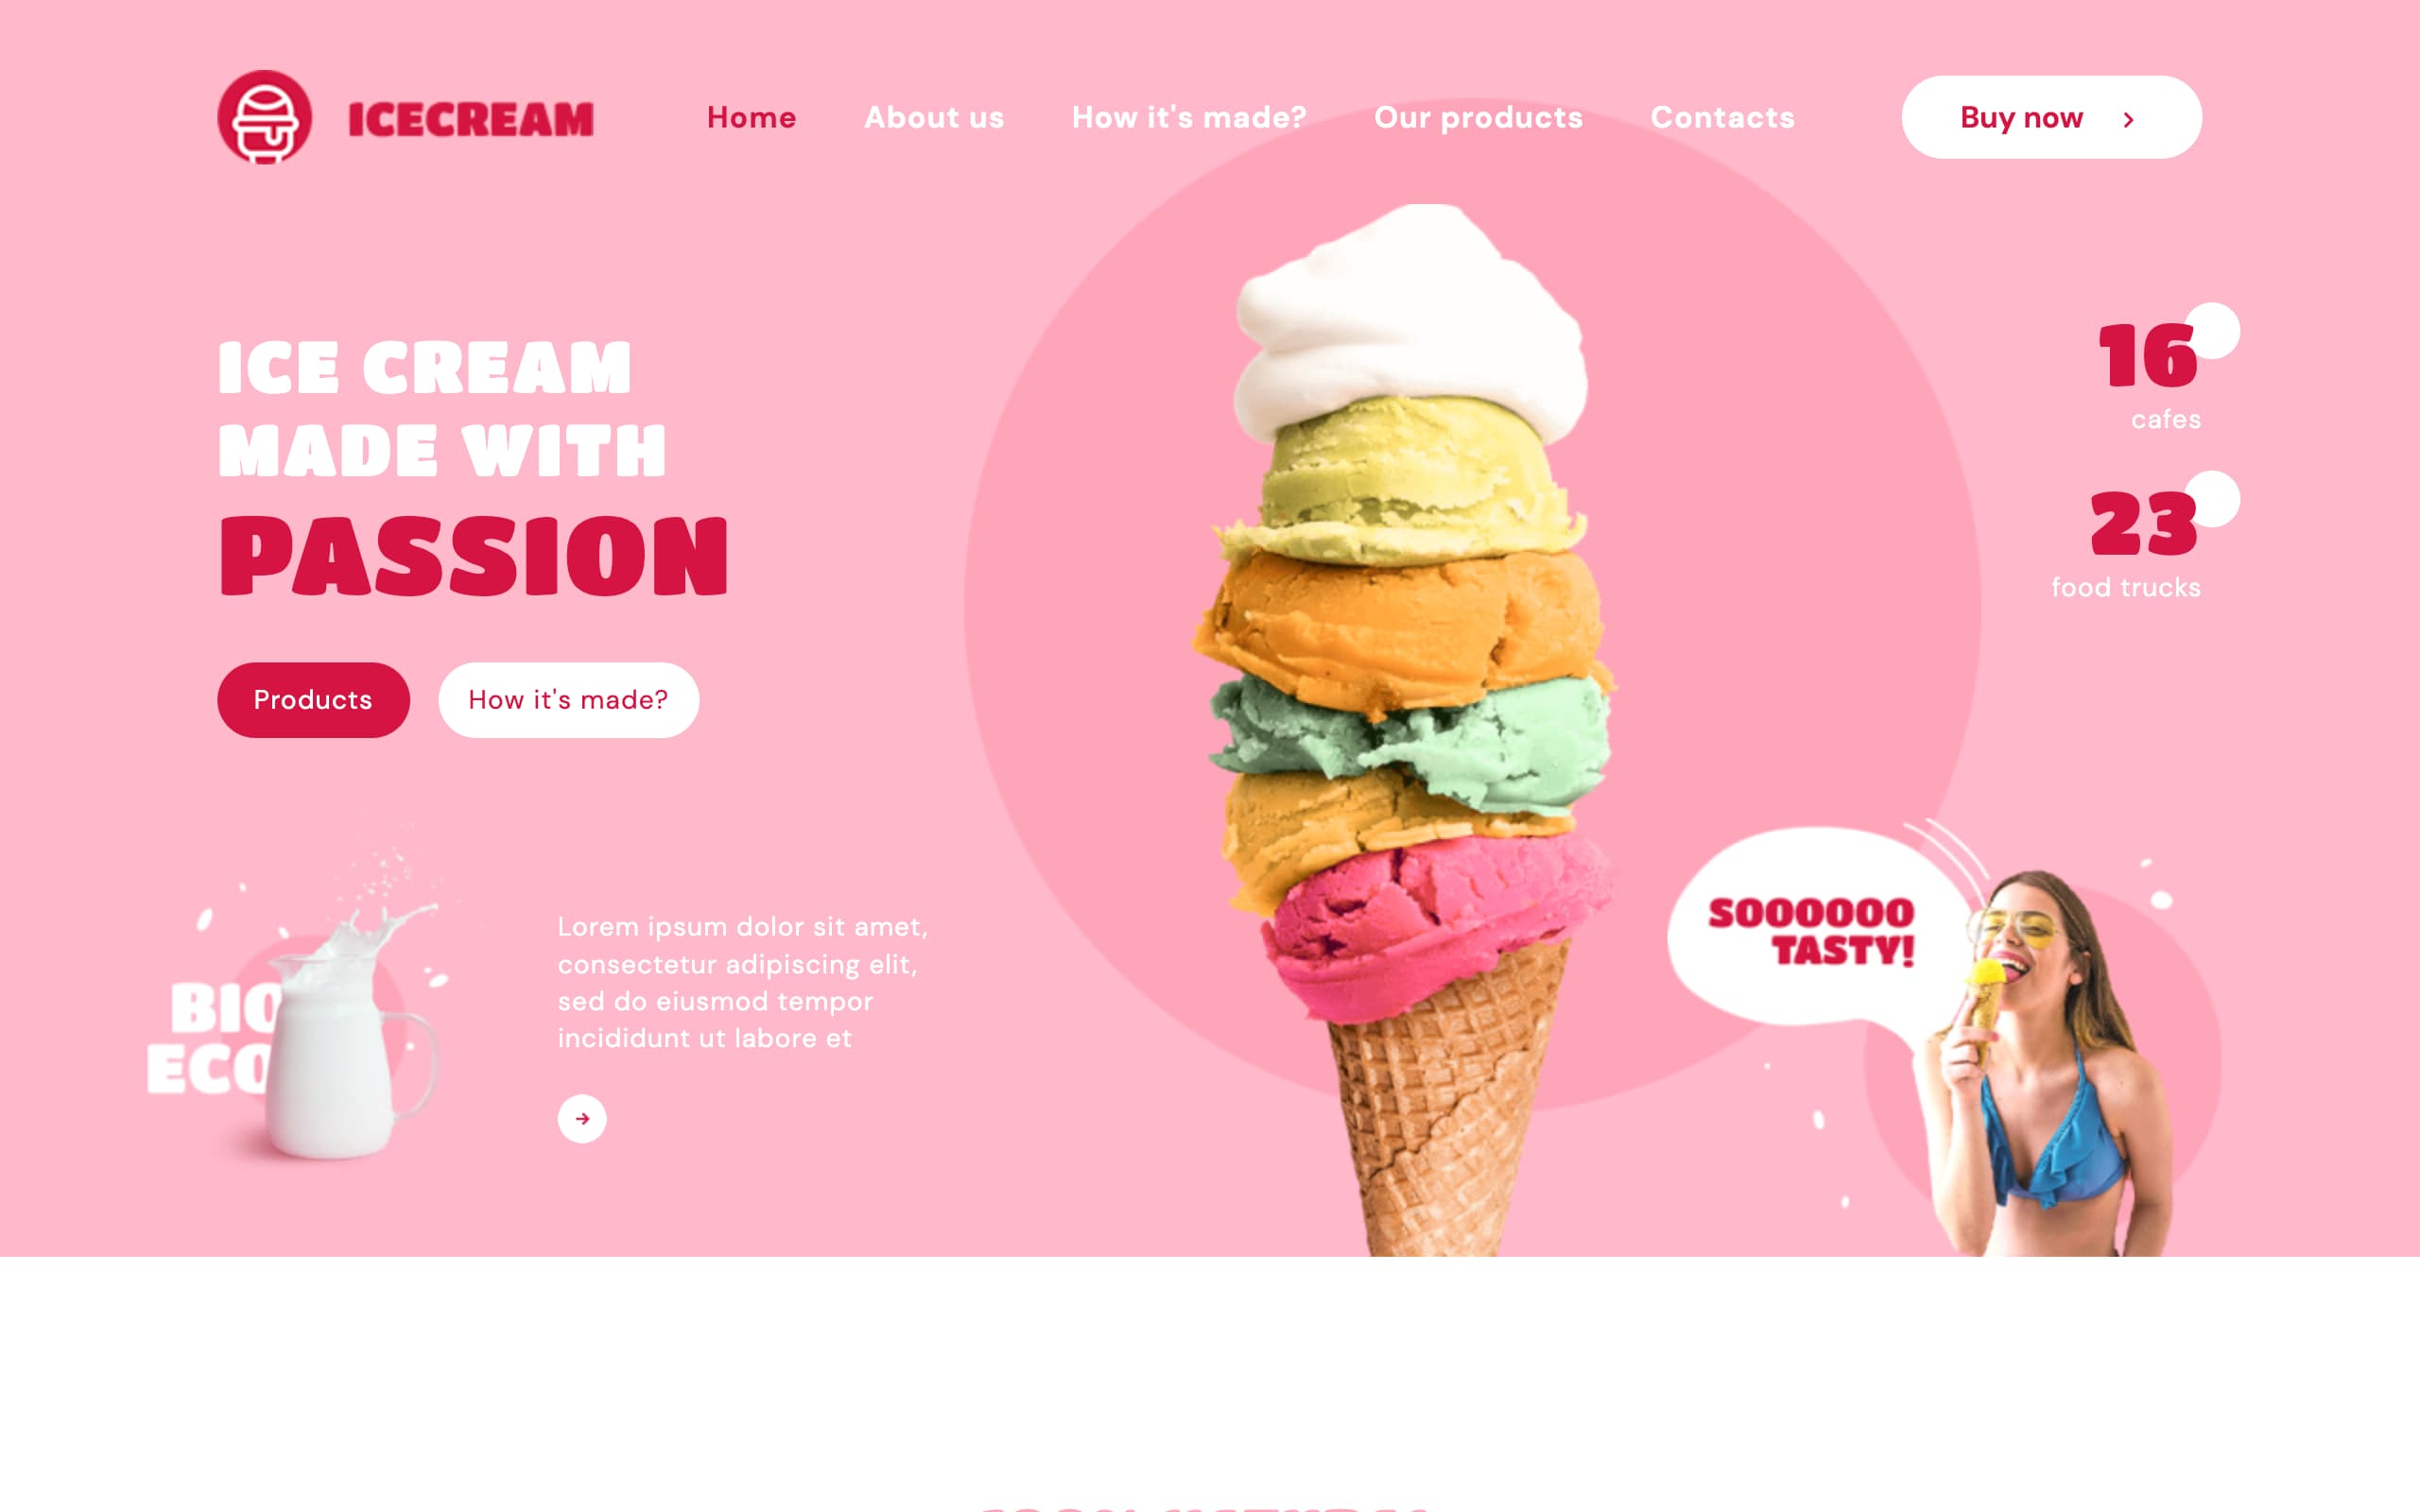 ICECREAM
Home
About us
How it's made?
Our products
Contacts
Buy now
ICE CREAM
MADE WITH
PASSION
Products
How it's made?
16
cafes
23
food trucks
BIO
ECO
Lorem ipsum dolor sit amet,
consectetur adipiscing elit,
sed do eiusmod tempor
incididunt ut labore et
SOOOOOO
TASTY!